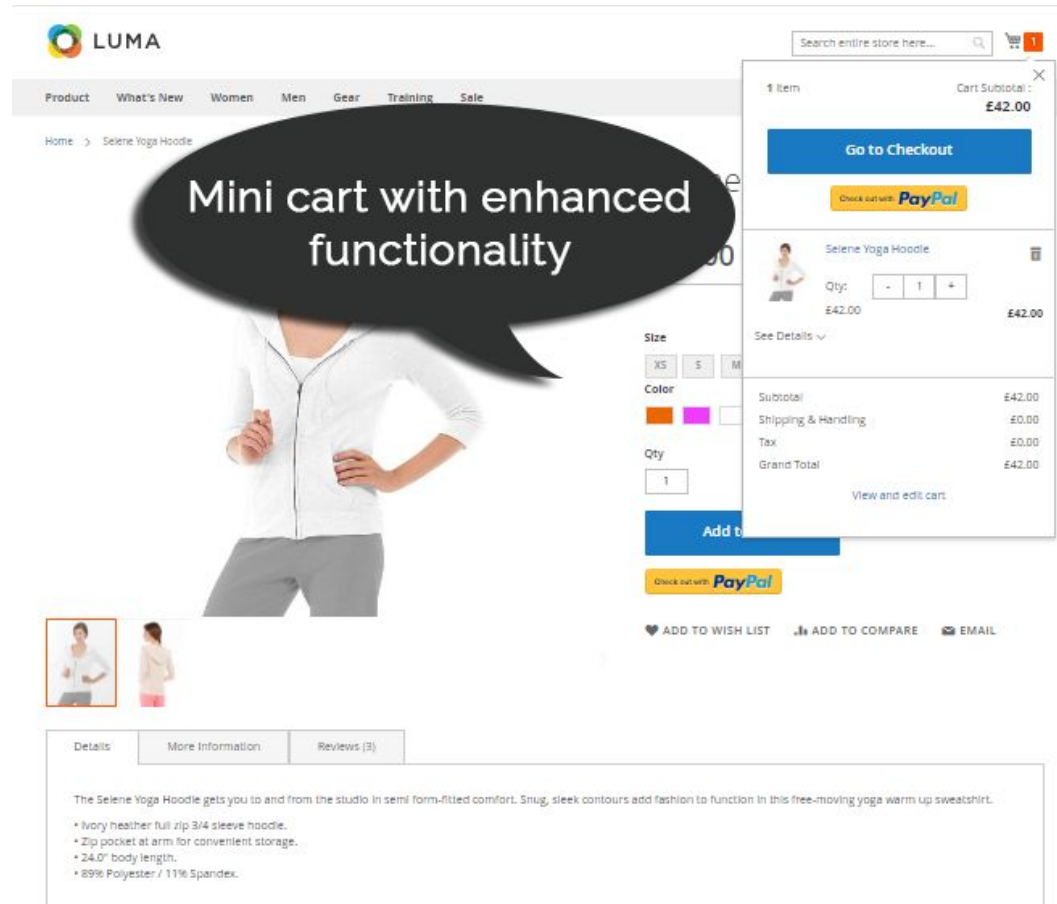 LUMA
Search entire store here...
1
Product What's New Women Men Gear Training Sale
Home > Selene Yoga Hoodie
Mini cart with enhanced
functionality
1 Item Cart Subtotal :
£42.00
Go to Checkout
Check out with PayPal
Selene Yoga Hoodie
Qty: - 1 +
£42.00 £42.00
See Details
Subtotal £42.00
Shipping & Handling £0.00
Tax £0.00
Grand Total £42.00
View and edit cart
Size
XS S M
Color
Qty
1
Add t
Check out with PayPal
ADD TO WISH LIST ADD TO COMPARE EMAIL
Details More Information Reviews (3)
The Selene Yoga Hoodie gets you to and from the studio in semi form-fitted comfort. Snug, sleek contours add fashion to function in this free-moving yoga warm up sweatshirt.
• Ivory heather full zip 3/4 sleeve hoodie.
• Zip pocket at arm for convenient storage.
• 24.0" body length.
• 89% Polyester / 11% Spandex.